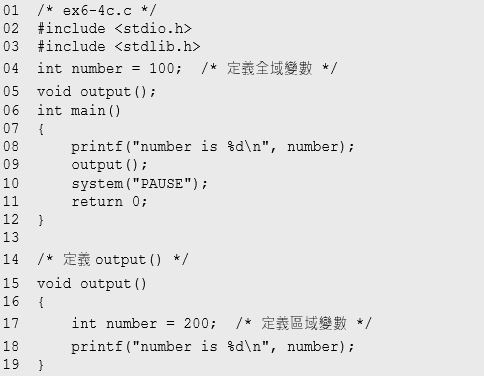 01  /* ex6-4c.c */
02  #include <stdio.h>
03  #include <stdlib.h>
04  int number = 100;  /* 定義全域變數 */
05  void output();
06  int main()
07  {
08      printf("number is %d\n", number);
09      output();
10      system("PAUSE");
11      return 0;
12  }
13
14  /* 定義 output() */
15  void output()
16  {
17      int number = 200;  /* 定義區域變數 */
18      printf("number is %d\n", number);
19  }